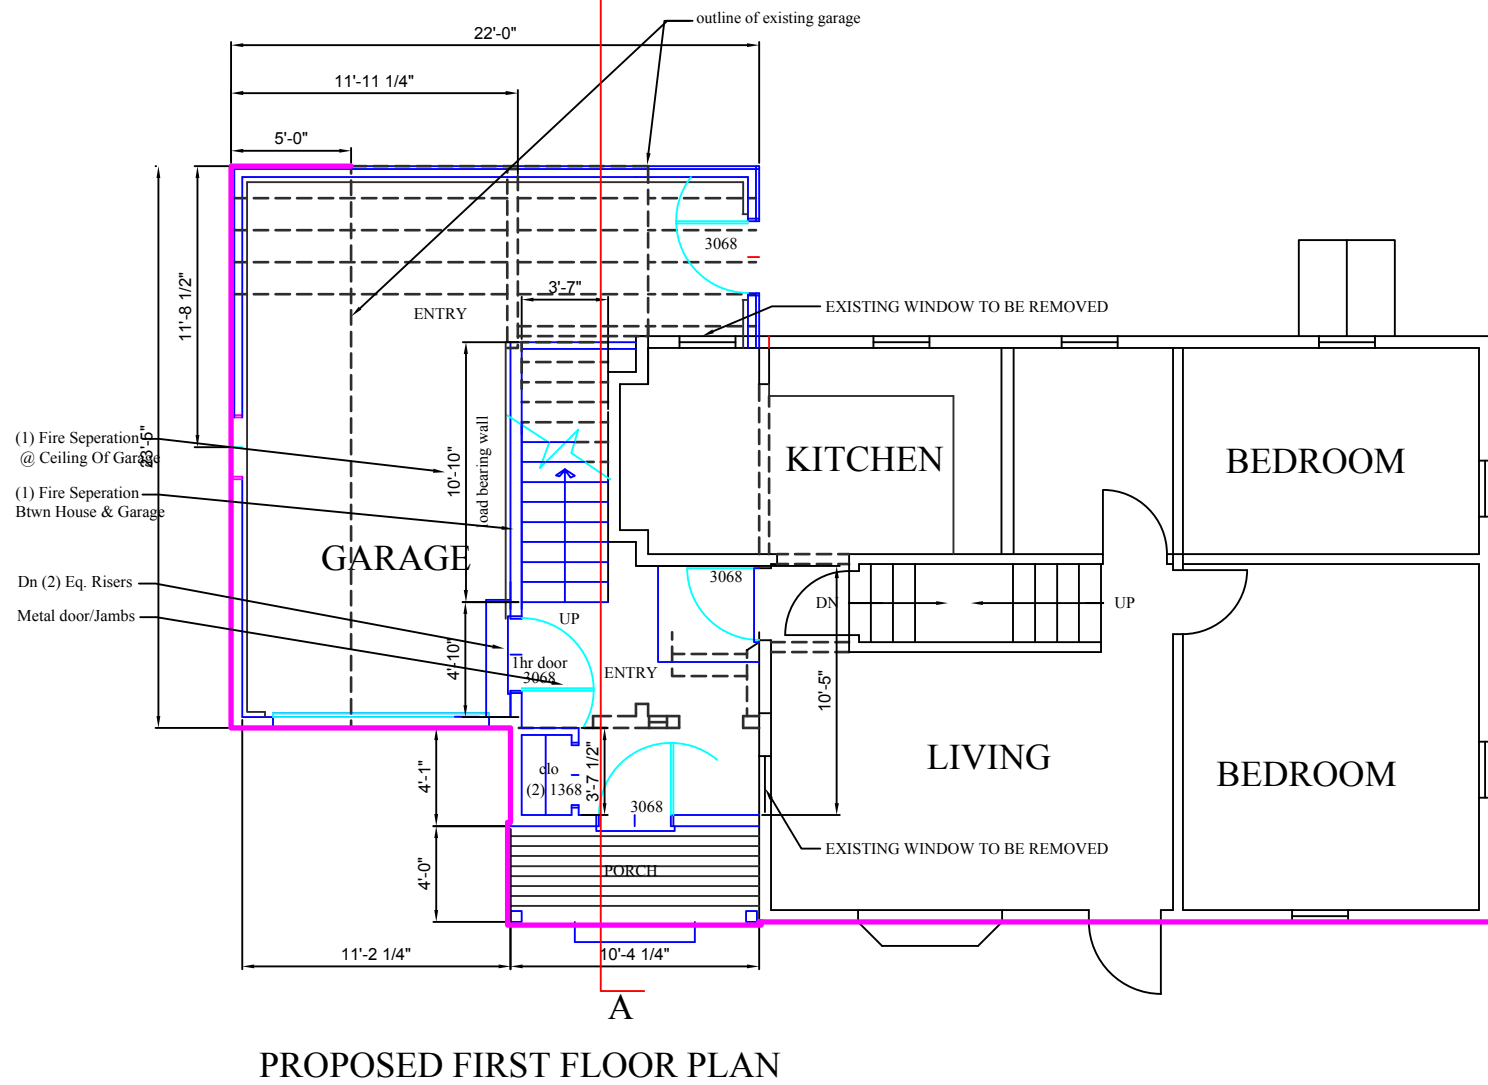 outline of existing garage
22'-0"
11'-11 1/4"
5'-0"
3068
3'-7"
11'-8 1/2"
ENTRY
EXISTING WINDOW TO BE REMOVED
(1) Fire Seperation
@ Ceiling Of Garage
23'-5"
10'-10"
load bearing wall
KITCHEN
BEDROOM
(1) Fire Seperation
Btwn House & Garage
GARAGE
Dn (2) Eq. Risers
3068
DN
UP
Metal door/Jambs
UP
4'-10"
1hr door
3068
ENTRY
10'-5"
LIVING
BEDROOM
4'-1"
clo
(2) 1368
3'-7 1/2"
3068
EXISTING WINDOW TO BE REMOVED
4'-0"
PORCH
11'-2 1/4"
10'-4 1/4"
A
PROPOSED FIRST FLOOR PLAN